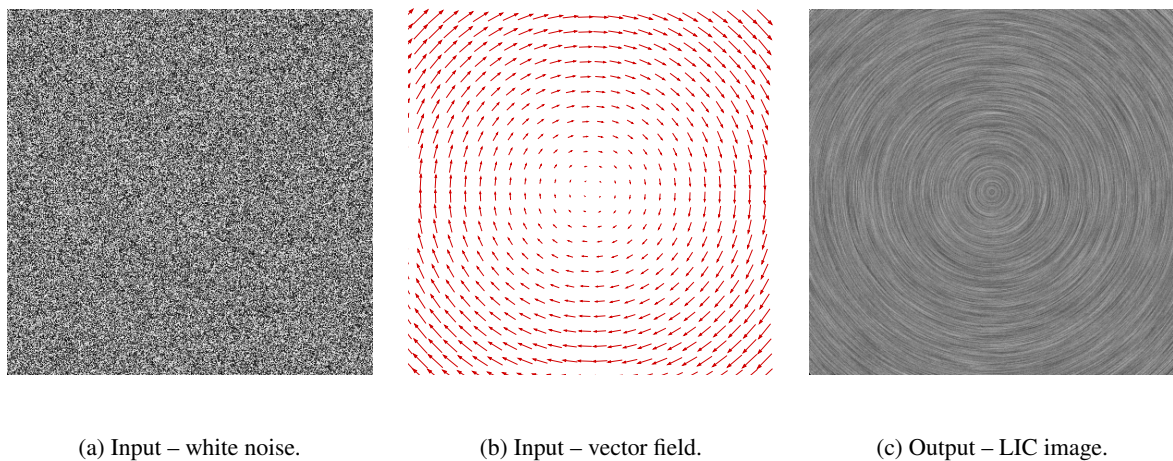 (a) Input – white noise.
(b) Input – vector field.
(c) Output – LIC image.